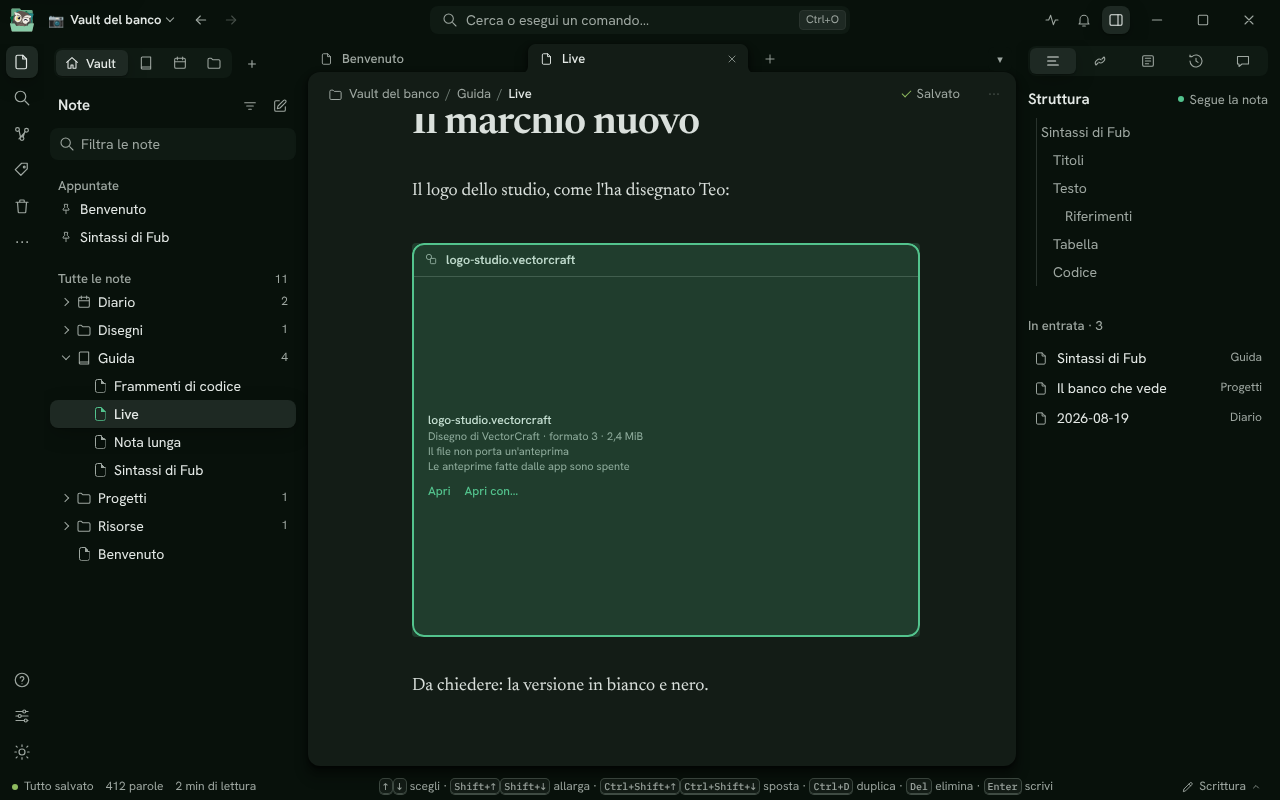 Vault del banco
Cerca o esegui un comando…
Ctrl+O
Vault
Benvenuto
Live
Note
Filtra le note
Appuntate
Benvenuto
Sintassi di Fub
Tutte le note 11
Diario 2
Disegni 1
Guida 4
Frammenti di codice
Live
Nota lunga
Sintassi di Fub
Progetti 1
Risorse 1
Benvenuto
Vault del banco / Guida / Live
Salvato
Il marchio nuovo
Il logo dello studio, come l'ha disegnato Teo:
logo-studio.vectorcraft
logo-studio.vectorcraft
Disegno di VectorCraft · formato 3 · 2,4 MiB
Il file non porta un'anteprima
Le anteprime fatte dalle app sono spente
Apri Apri con…
Da chiedere: la versione in bianco e nero.
Struttura
Segue la nota
Sintassi di Fub
Titoli
Testo
Riferimenti
Tabella
Codice
In entrata · 3
Sintassi di Fub Guida
Il banco che vede Progetti
2026-08-19 Diario
Tutto salvato 412 parole 2 min di lettura
↑ ↓ scegli · Shift+↑ Shift+↓ allarga · Ctrl+Shift+↑ Ctrl+Shift+↓ sposta · Ctrl+D duplica · Del elimina · Enter scrivi
Scrittura